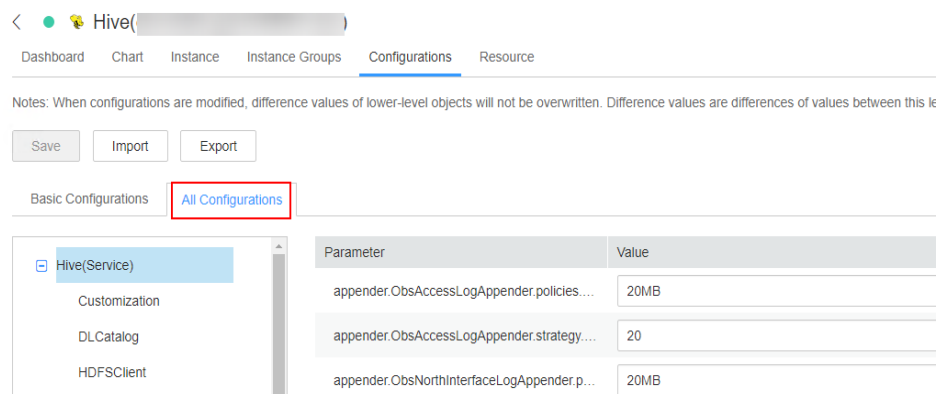 Hive( )
Dashboard Chart Instance Instance Groups Configurations Resource
Notes: When configurations are modified, difference values of lower-level objects will not be overwritten. Difference values are differences of values between this le
Save Import Export
Basic Configurations All Configurations
Parameter Value
Hive(Service)
appender.ObsAccessLogAppender.policies.... 20MB
Customization
appender.ObsAccessLogAppender.strategy.... 20
DLCatalog
HDFSClient
appender.ObsNorthInterfaceLogAppender.p... 20MB